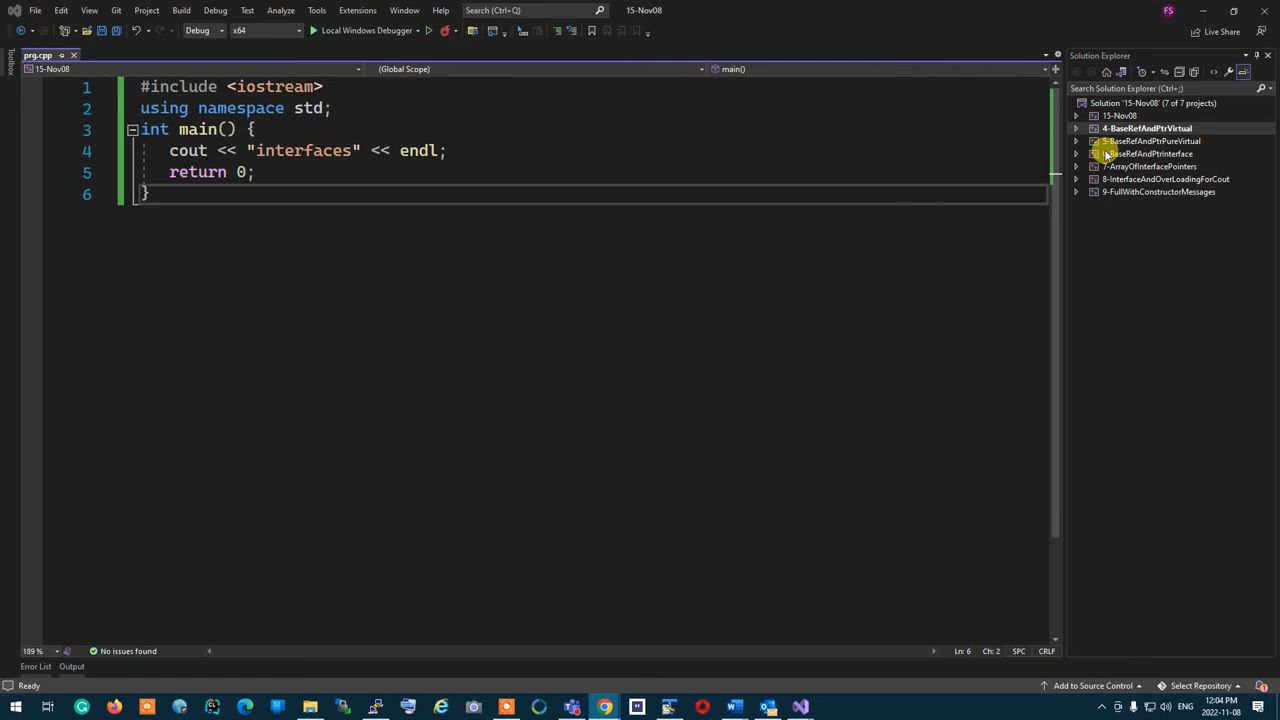 File Edit View Git Project Build Debug Test Analyze Tools Extensions Window Help Search (Ctrl+Q) 15-Nov08 FS
Debug x64 Local Windows Debugger Live Share
Toolbox
prg.cpp
15-Nov08 (Global Scope) main()
1 #include <iostream>
2 using namespace std;
3 int main() {
4 cout << "interfaces" << endl;
5 return 0;
6 }
Solution Explorer
Search Solution Explorer (Ctrl+;)
Solution '15-Nov08' (7 of 7 projects)
15-Nov08
4-BaseRefAndPtrVirtual
5-BaseRefAndPtrPureVirtual
BaseRefAndPtrInterface
7-ArrayOfInterfacePointers
8-InterfaceAndOverLoadingForCout
9-FullWithConstructorMessages
189 % No issues found Ln: 6 Ch: 2 SPC CRLF
Error List Output
Ready Add to Source Control Select Repository
ENG 12:04 PM
2022-11-08